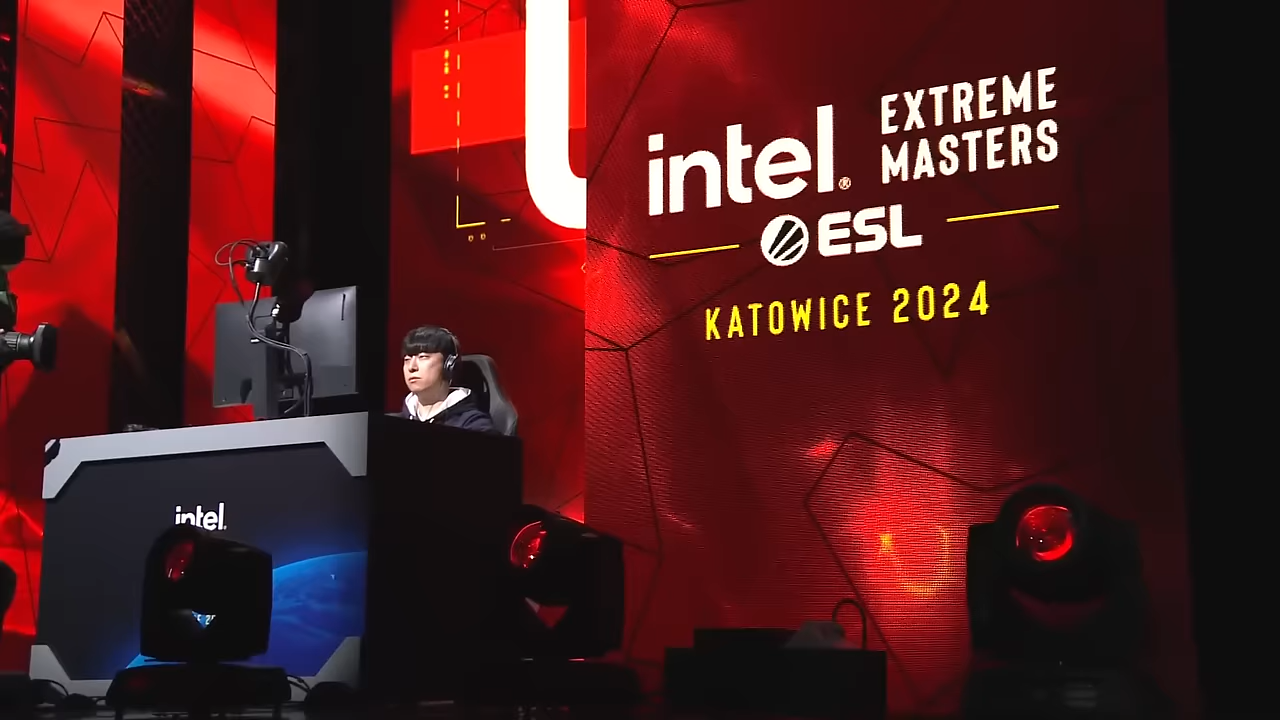 intel®
EXTREME
MASTERS
ESL
KATOWICE 2024
intel.